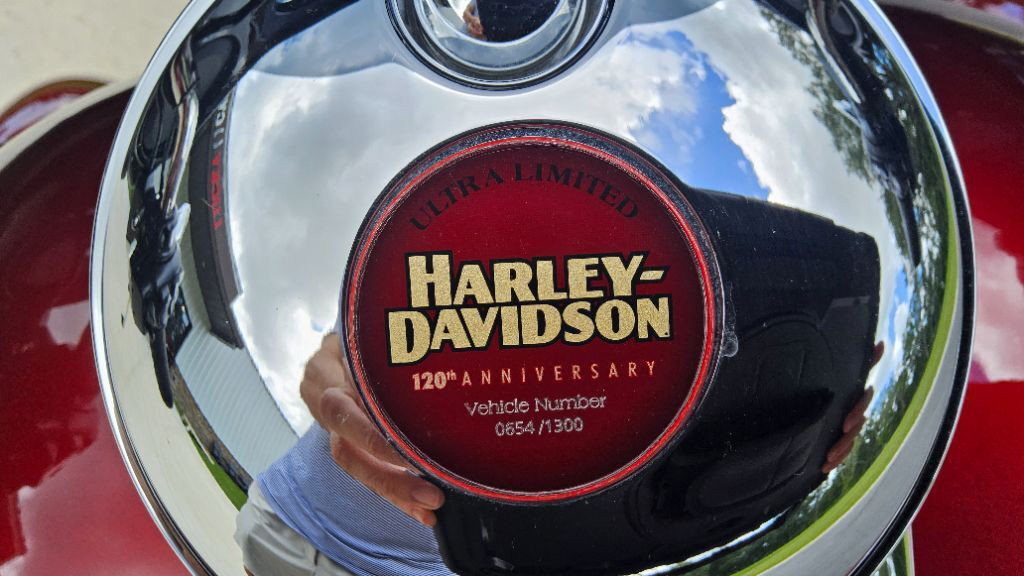 ULTRA LIMITED
HARLEY-
DAVIDSON
120th ANNIVERSARY
Vehicle Number
0654/1300